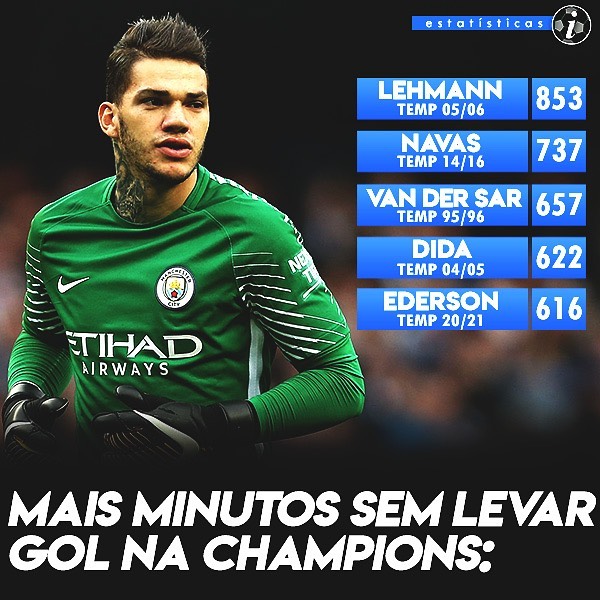 estatísticas
i
LEHMANN
TEMP 05/06
853
NAVAS
TEMP 14/16
737
VAN DER SAR
TEMP 95/96
657
DIDA
TEMP 04/05
622
EDERSON
TEMP 20/21
616
MANCHESTER
CITY
ETIHAD
AIRWAYS
MAIS MINUTOS SEM LEVAR
GOL NA CHAMPIONS: